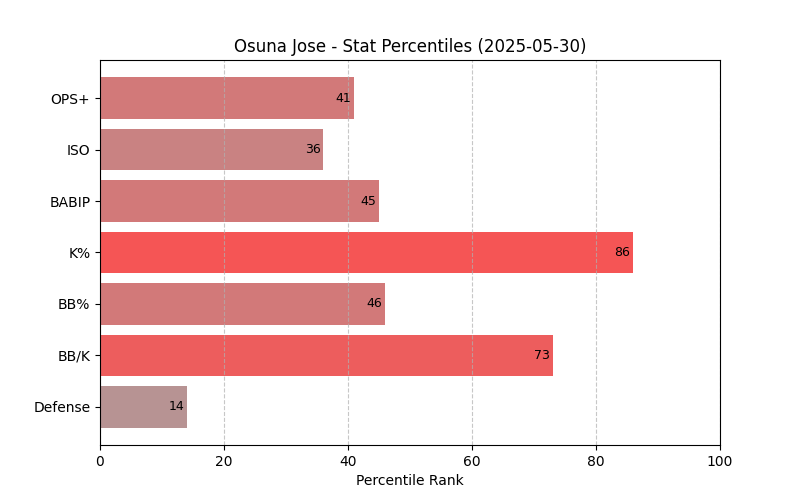 Osuna Jose - Stat Percentiles (2025-05-30)
OPS+ 41
ISO 36
BABIP 45
K% 86
BB% 46
BB/K 73
Defense 14
0 20 40 60 80 100
Percentile Rank